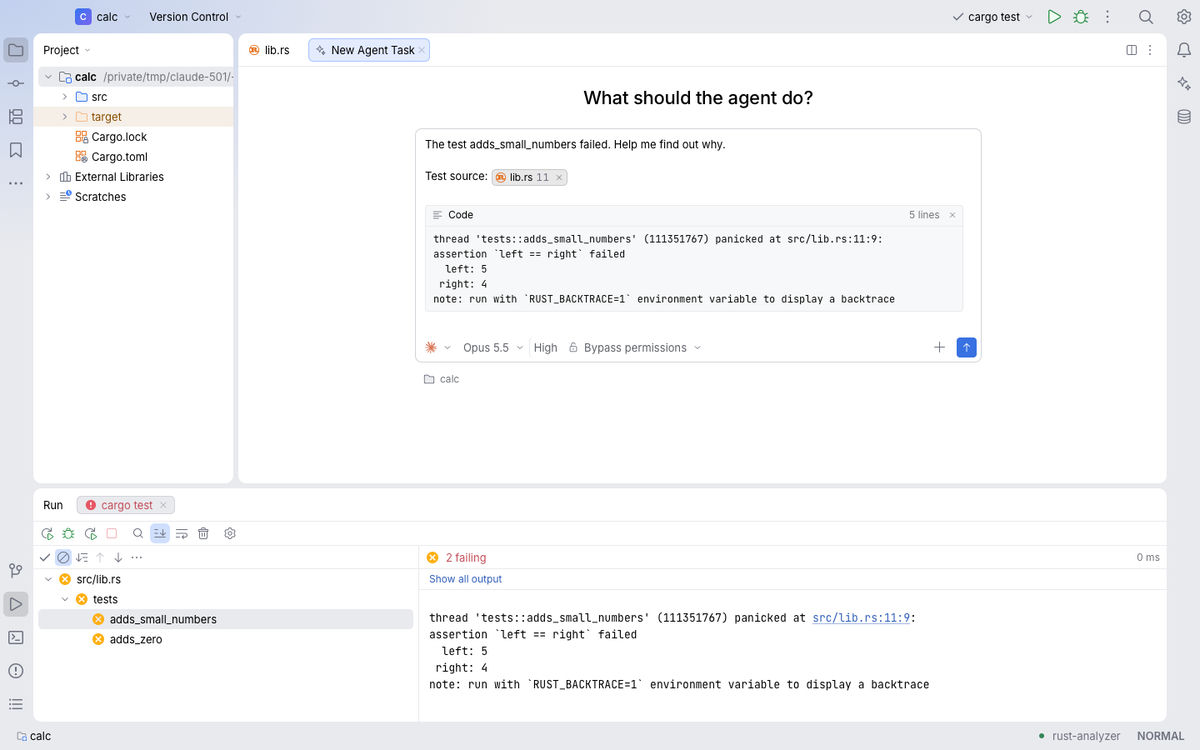 C calc Version Control cargo test
Project
lib.rs New Agent Task
calc /private/tmp/claude-501/-
src
target
Cargo.lock
Cargo.toml
External Libraries
Scratches
What should the agent do?
The test adds_small_numbers failed. Help me find out why.
Test source: lib.rs 11
Code 5 lines
thread 'tests::adds_small_numbers' (111351767) panicked at src/lib.rs:11:9:
assertion `left == right` failed
left: 5
right: 4
note: run with `RUST_BACKTRACE=1` environment variable to display a backtrace
Opus 5.5 High Bypass permissions
calc
Run cargo test
2 failing 0 ms
Show all output
src/lib.rs
tests
adds_small_numbers
adds_zero
thread 'tests::adds_small_numbers' (111351767) panicked at src/lib.rs:11:9:
assertion `left == right` failed
left: 5
right: 4
note: run with `RUST_BACKTRACE=1` environment variable to display a backtrace
calc rust-analyzer NORMAL